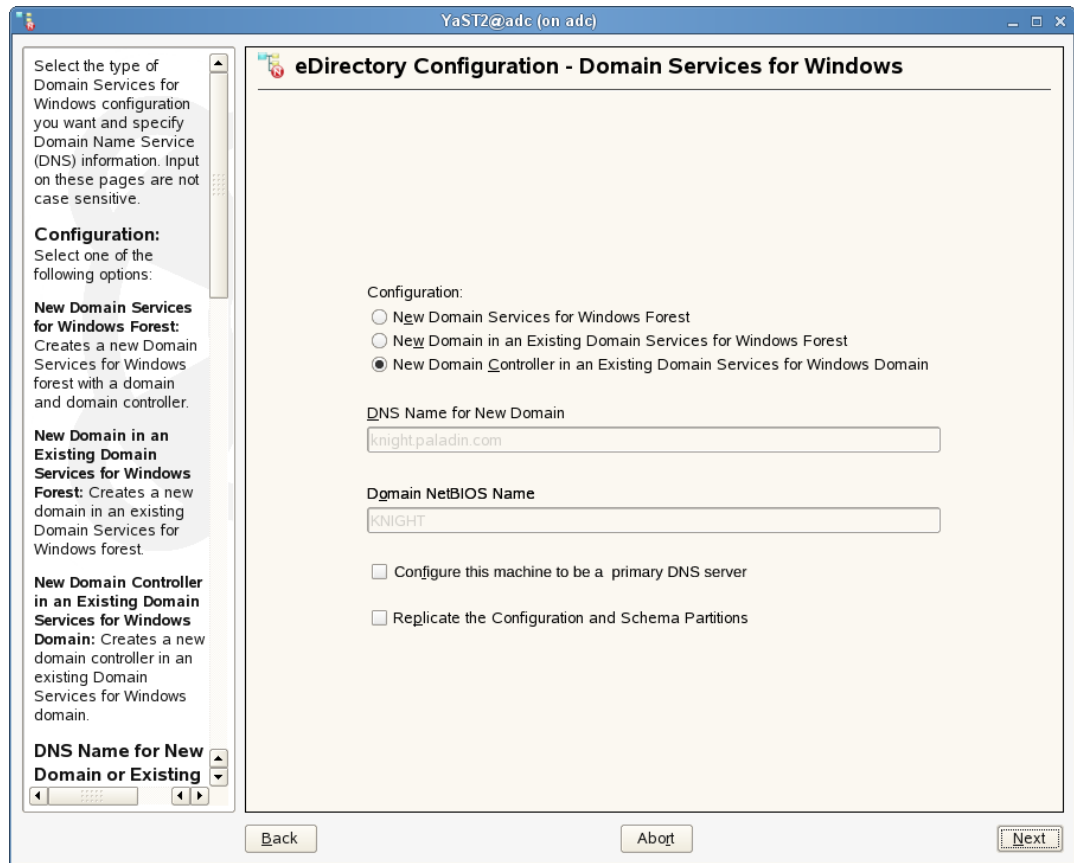 YaST2@adc (on adc)
Select the type of
Domain Services for
Windows configuration
you want and specify
Domain Name Service
(DNS) information. Input
on these pages are not
case sensitive.
Configuration:
Select one of the
following options:
New Domain Services
for Windows Forest:
Creates a new Domain
Services for Windows
forest with a domain
and domain controller.
New Domain in an
Existing Domain
Services for Windows
Forest: Creates a new
domain in an existing
Domain Services for
Windows forest.
New Domain Controller
in an Existing Domain
Services for Windows
Domain: Creates a new
domain controller in an
existing Domain
Services for Windows
domain.
DNS Name for New
Domain or Existing
eDirectory Configuration - Domain Services for Windows
Configuration:
New Domain Services for Windows Forest
New Domain in an Existing Domain Services for Windows Forest
New Domain Controller in an Existing Domain Services for Windows Domain
DNS Name for New Domain
knight.paladin.com
Domain NetBIOS Name
KNIGHT
Configure this machine to be a primary DNS server
Replicate the Configuration and Schema Partitions
Back
Abort
Next